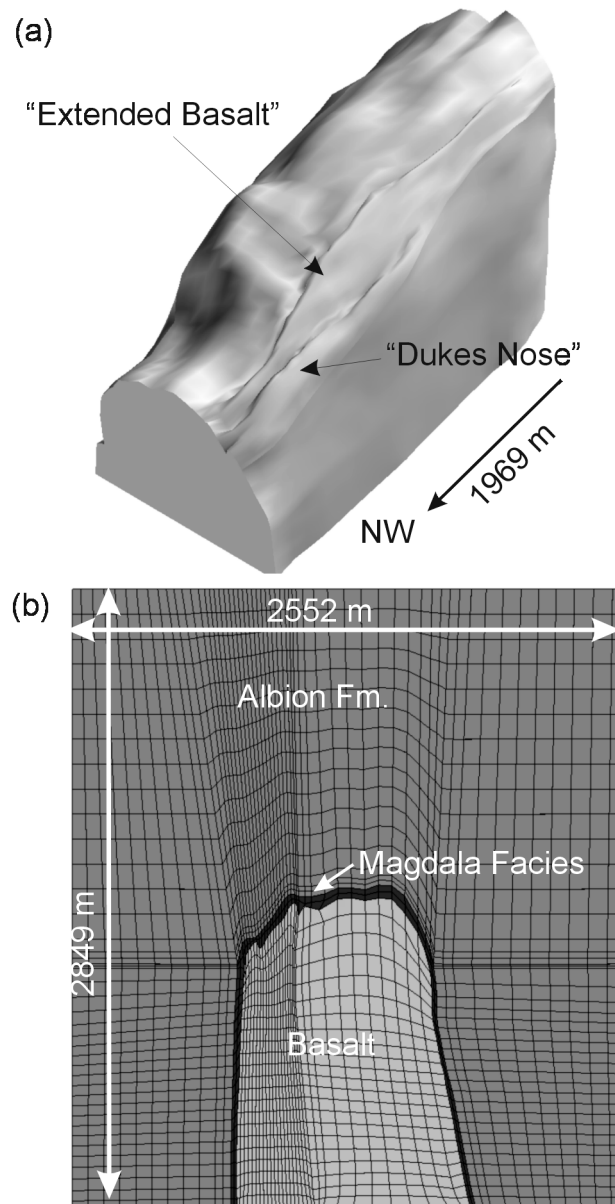 (a)
“Extended Basalt”
“Dukes Nose”
1969 m
NW
(b)
2552 m
Albion Fm.
Magdala Facies
2849 m
Basalt